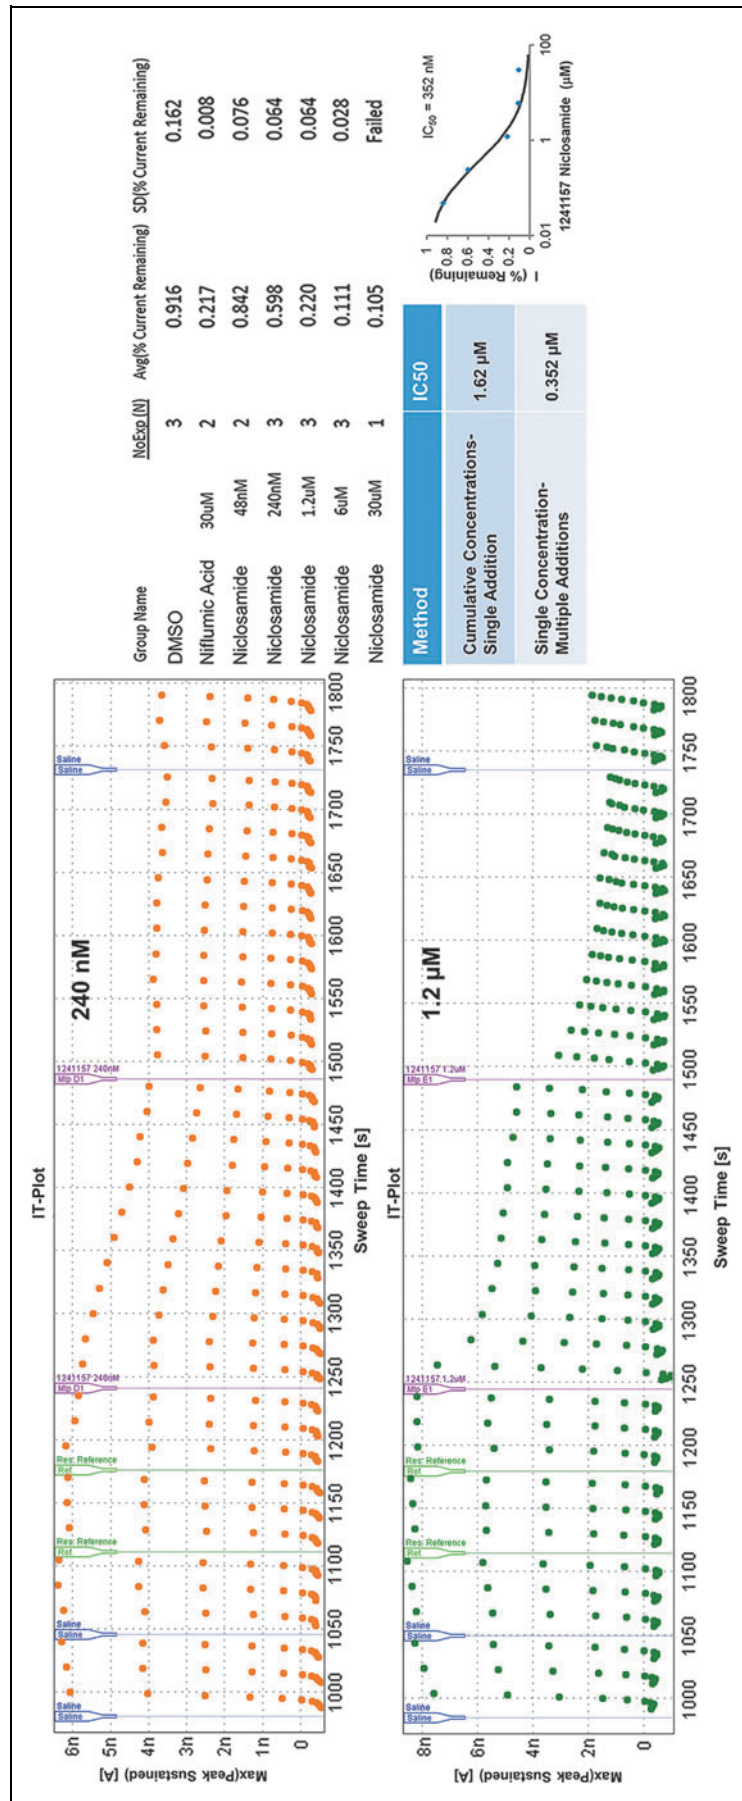 IT-Plot
240 nM
Max(Peak Sustained) [A]
6n
5n
4n
3n
2n
1n
0
Saline
Saline
Saline
Saline
Res: Reference
Ref
Res: Reference
Ref
1241157 240nM
Mtp D1
1241157 240nM
Mtp D1
Saline
Saline
1000 1050 1100 1150 1200 1250 1300 1350 1400 1450 1500 1550 1600 1650 1700 1750 1800
Sweep Time [s]
IT-Plot
1.2 µM
Max(Peak Sustained) [A]
8n
6n
4n
2n
0
Saline
Saline
Saline
Saline
Res: Reference
Ref
Res: Reference
Ref
1241157 1.2uM
Mtp E1
1241157 1.2uM
Mtp E1
Saline
Saline
1000 1050 1100 1150 1200 1250 1300 1350 1400 1450 1500 1550 1600 1650 1700 1750 1800
Sweep Time [s]
Group Name NoExp (N) Avg(% Current Remaining) SD(% Current Remaining)
DMSO 3 0.916 0.162
Niflumic Acid 30uM 2 0.217 0.008
Niclosamide 48nM 2 0.842 0.076
Niclosamide 240nM 3 0.598 0.064
Niclosamide 1.2uM 3 0.220 0.064
Niclosamide 6uM 3 0.111 0.028
Niclosamide 30uM 1 0.105 Failed
Method IC50
Cumulative Concentrations-
Single Addition 1.62 µM
Single Concentration-
Multiple Additions 0.352 µM
I (% Remaining)
1
0.8
0.6
0.4
0.2
0
IC50 = 352 nM
0.01 1 100
1241157 Niclosamide (µM)